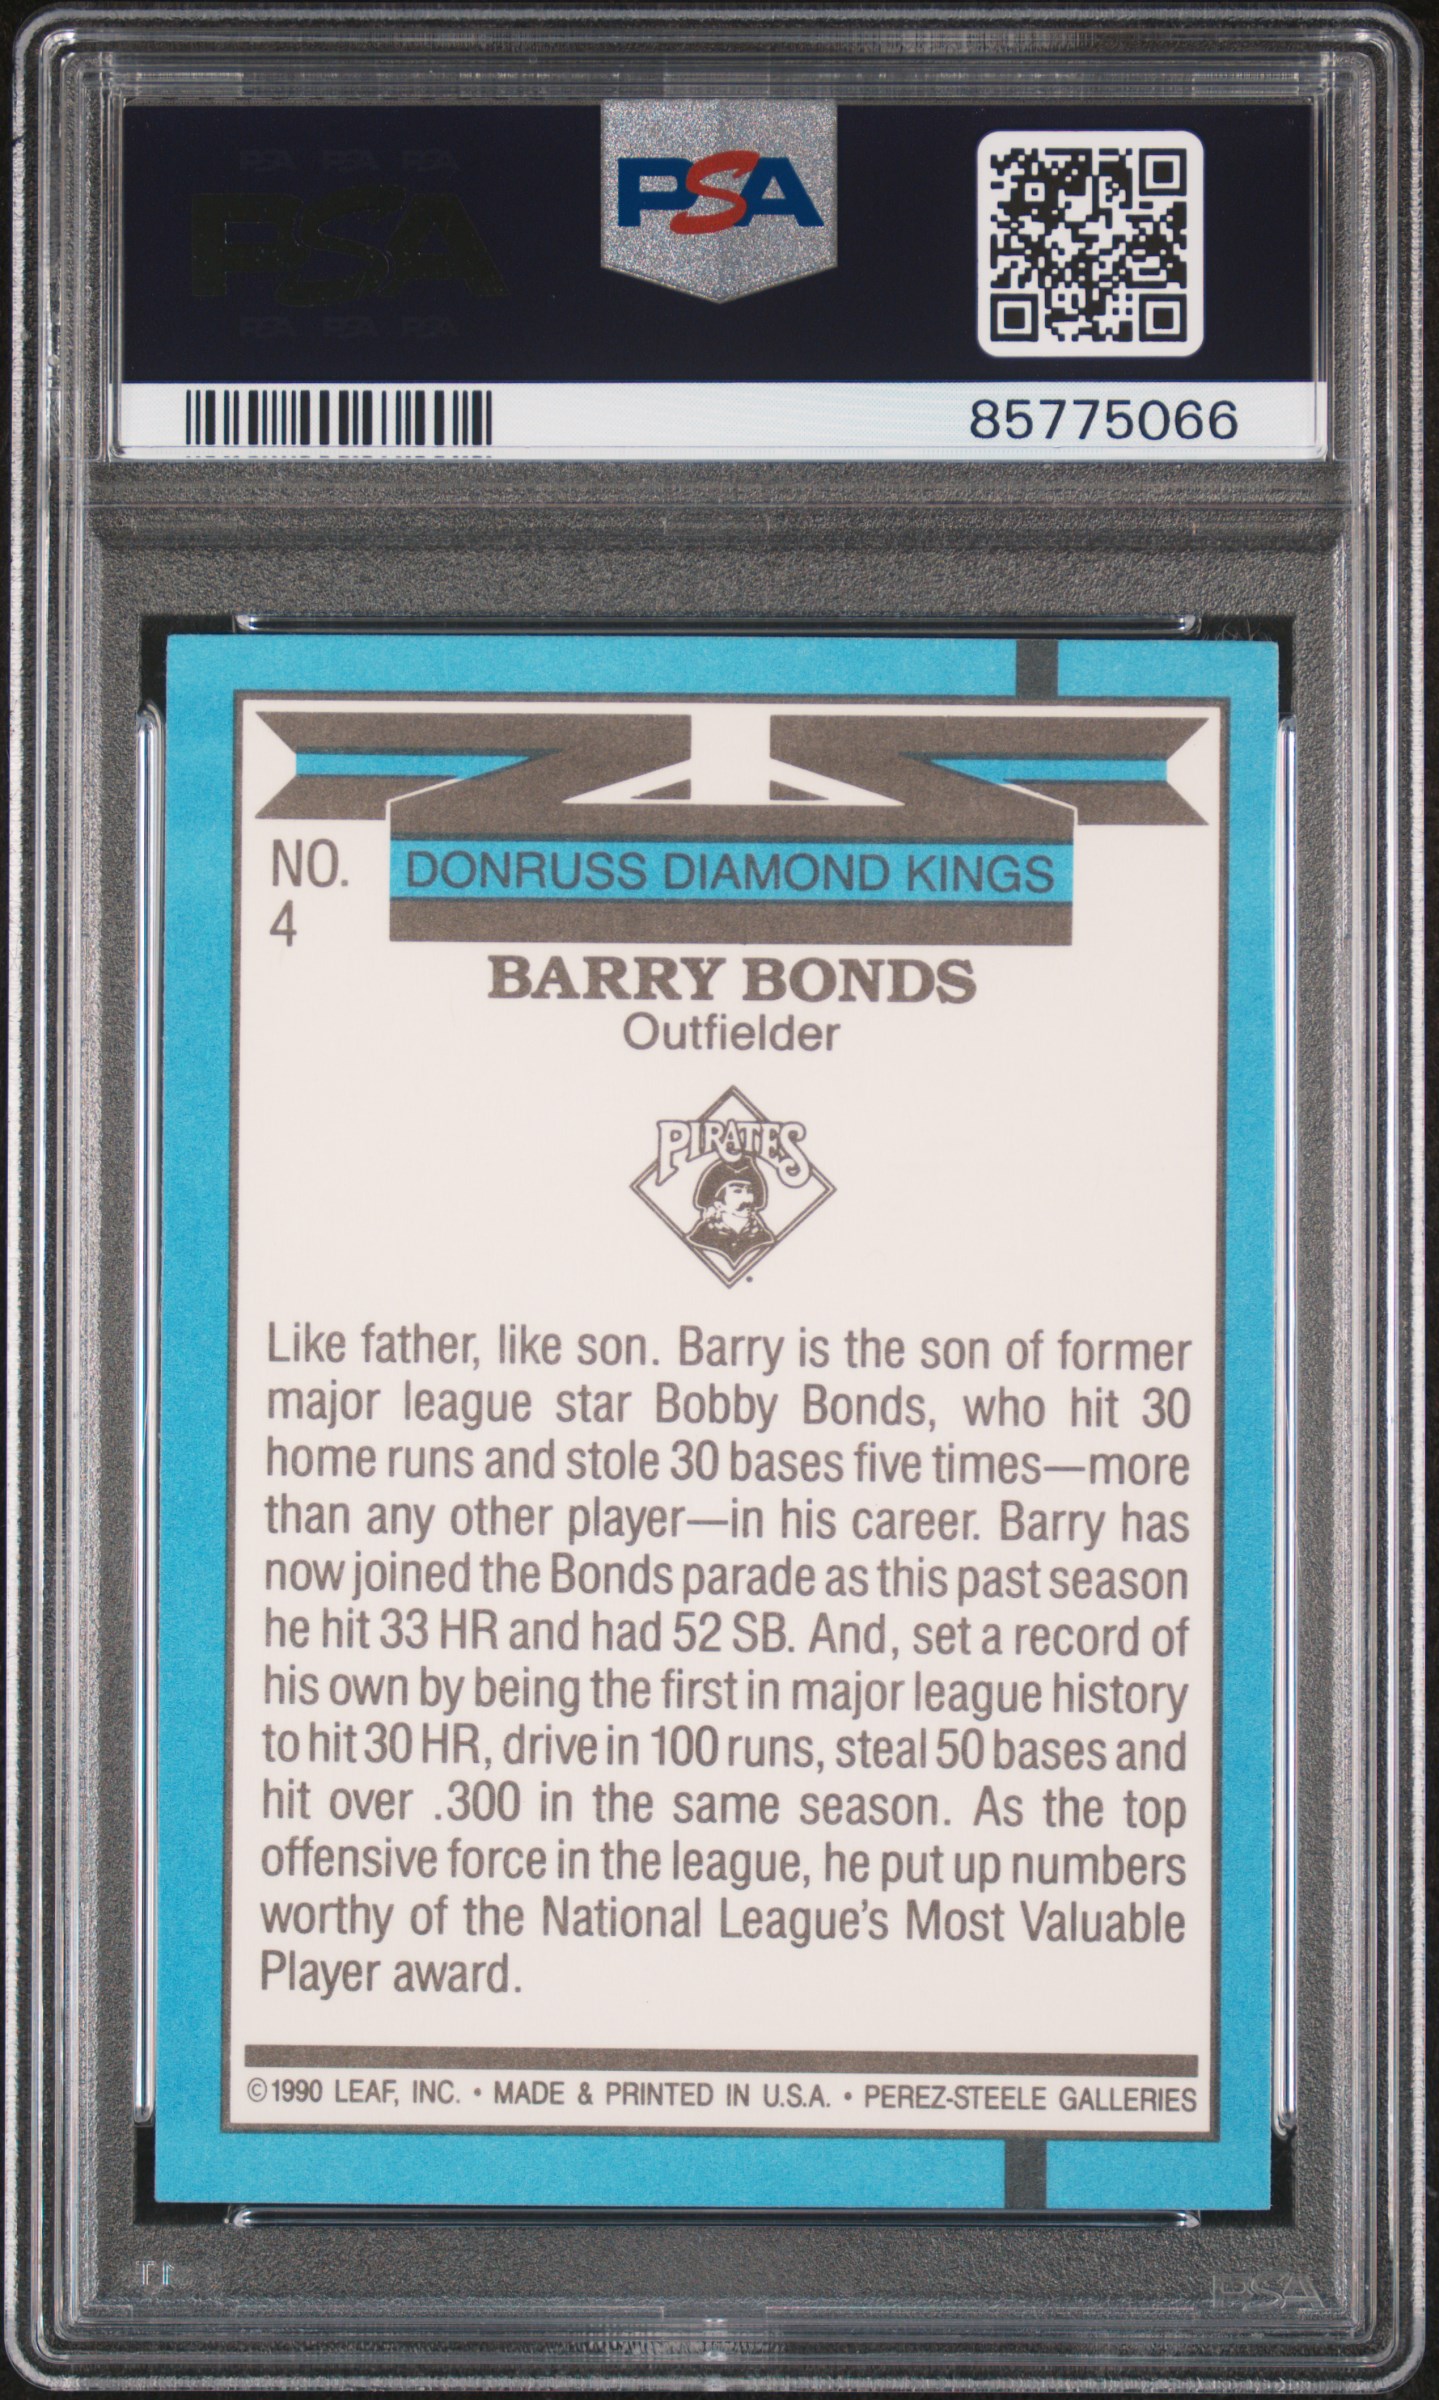 PSA PSA PSA
PSA
PSA PSA PSA
PSA
85775066
NO.
4
DONRUSS DIAMOND KINGS
BARRY BONDS
Outfielder
PIRATES
Like father, like son. Barry is the son of former
major league star Bobby Bonds, who hit 30
home runs and stole 30 bases five times—more
than any other player—in his career. Barry has
now joined the Bonds parade as this past season
he hit 33 HR and had 52 SB. And, set a record of
his own by being the first in major league history
to hit 30 HR, drive in 100 runs, steal 50 bases and
hit over .300 in the same season. As the top
offensive force in the league, he put up numbers
worthy of the National League's Most Valuable
Player award.
©1990 LEAF, INC. • MADE & PRINTED IN U.S.A. • PEREZ-STEELE GALLERIES
PSA